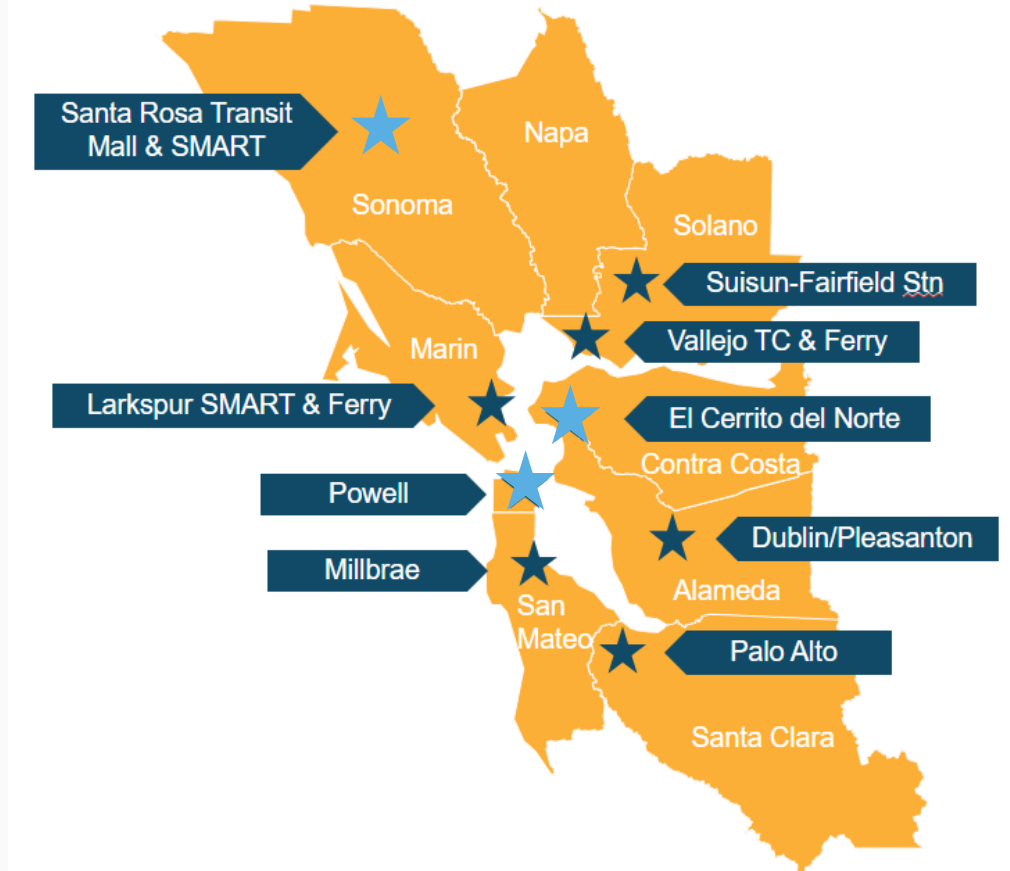 Santa Rosa Transit
Mall & SMART
Napa
Sonoma
Solano
Suisun-Fairfield Stn
Vallejo TC & Ferry
Marin
Larkspur SMART & Ferry
El Cerrito del Norte
Contra Costa
Powell
Dublin/Pleasanton
Millbrae
Alameda
San
Mateo
Palo Alto
Santa Clara